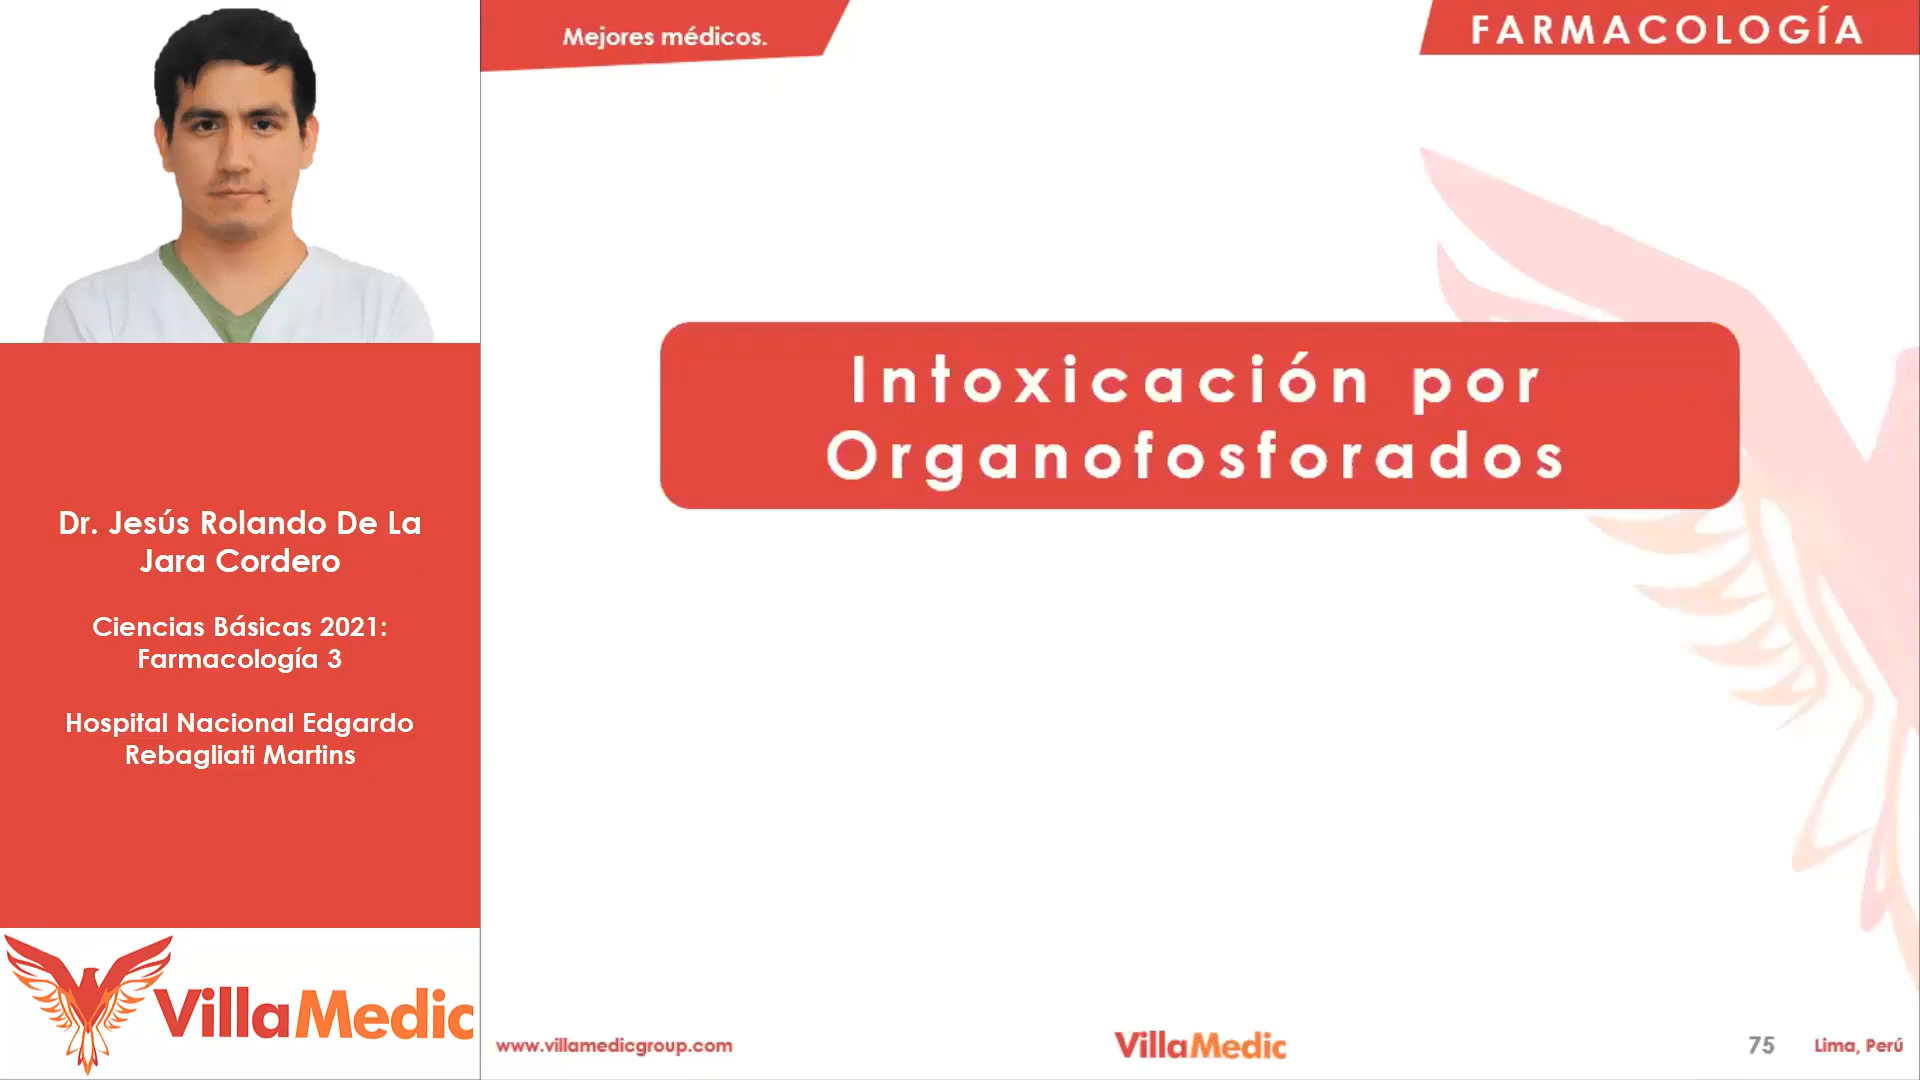 Mejores médicos.
FARMACOLOGÍA
Intoxicación por
Organofosforados
Dr. Jesús Rolando De La
Jara Cordero
Ciencias Básicas 2021:
Farmacología 3
Hospital Nacional Edgardo
Rebagliati Martins
VillaMedic
www.villamedicgroup.com
VillaMedic
75
Lima, Perú